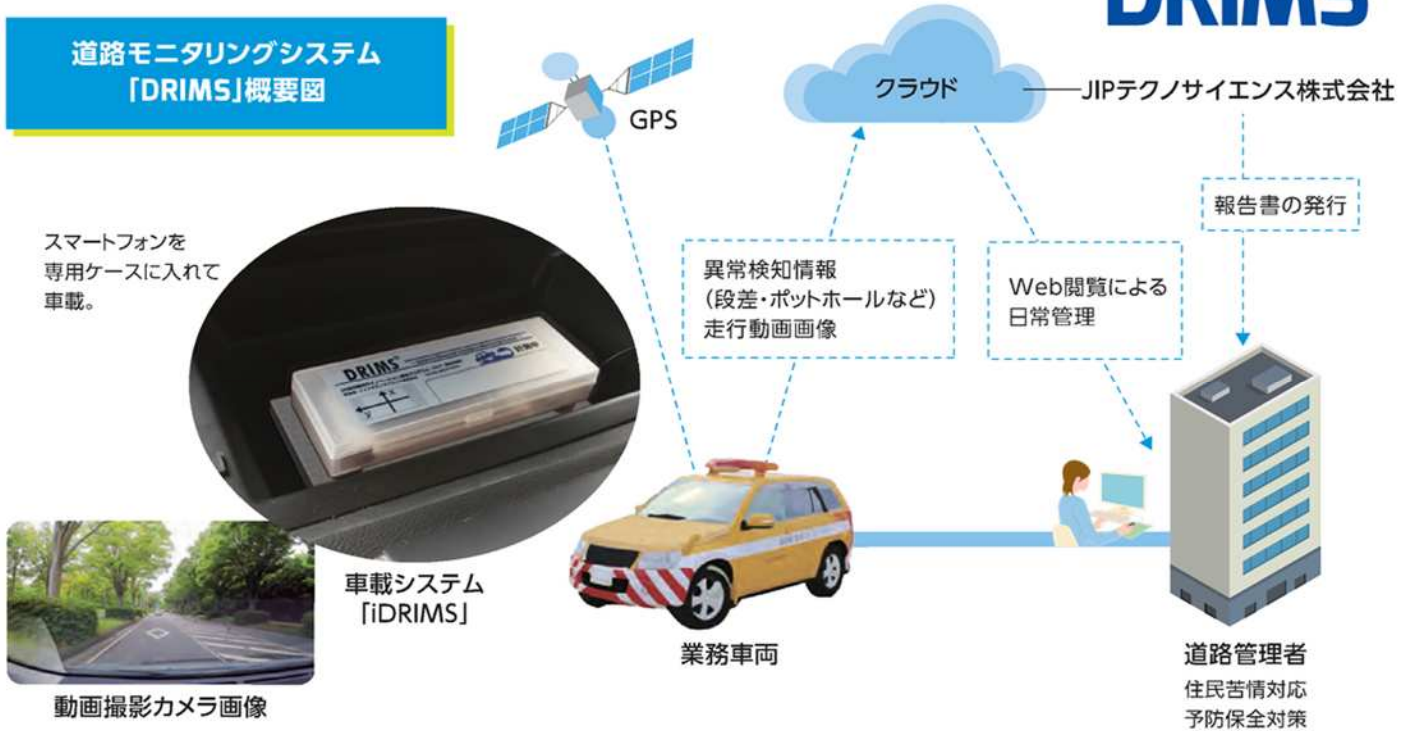 DRIMS
道路モニタリングシステム
「DRIMS」概要図
GPS
クラウド
JIPテクノサイエンス株式会社
報告書の発行
スマートフォンを
専用ケースに入れて
車載。
異常検知情報
(段差・ポットホールなど)
走行動画画像
Web閲覧による
日常管理
DRIMS
計測中
x
y
車載システム
「iDRIMS」
動画撮影カメラ画像
業務車両
道路管理者
住民苦情対応
予防保全対策